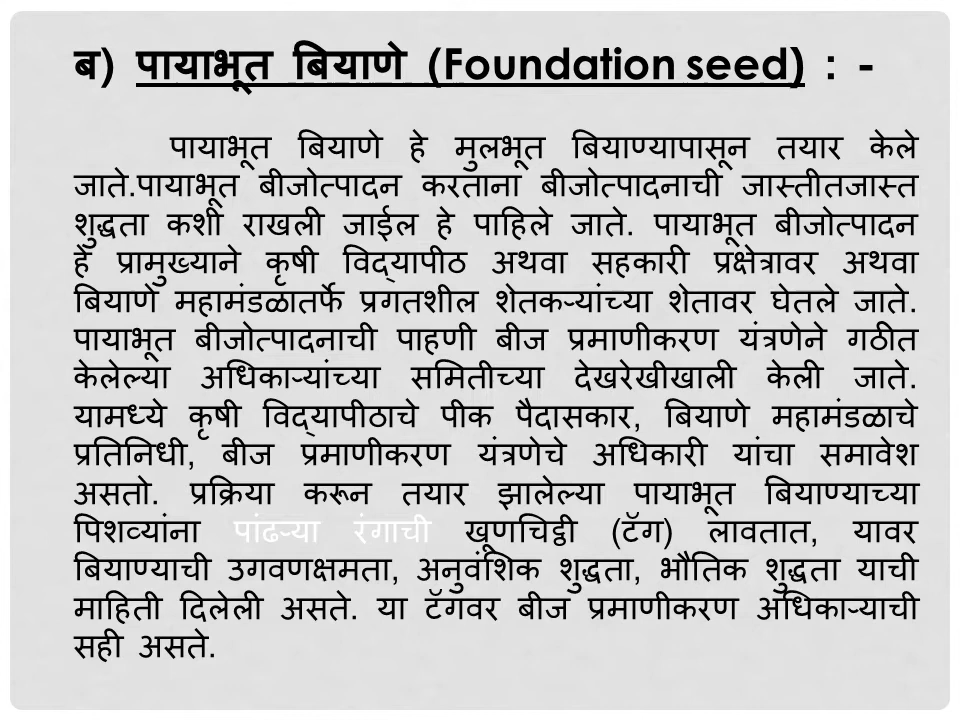 ब) पायाभूत बियाणे (Foundation seed) : -
पायाभूत बियाणे हे मुलभूत बियाण्यापासून तयार केले
जाते.पायाभूत बीजोत्पादन करताना बीजोत्पादनाची जास्तीतजास्त
शुद्धता कशी राखली जाईल हे पाहिले जाते. पायाभूत बीजोत्पादन
हे प्रामुख्याने कृषी विद्यापीठ अथवा सहकारी प्रक्षेत्रावर अथवा
बियाणे महामंडळातर्फे प्रगतशील शेतकऱ्यांच्या शेतावर घेतले जाते.
पायाभूत बीजोत्पादनाची पाहणी बीज प्रमाणीकरण यंत्रणेने गठीत
केलेल्या अधिकाऱ्यांच्या समितीच्या देखरेखीखाली केली जाते.
यामध्ये कृषी विद्यापीठाचे पीक पैदासकार, बियाणे महामंडळाचे
प्रतिनिधी, बीज प्रमाणीकरण यंत्रणेचे अधिकारी यांचा समावेश
असतो. प्रक्रिया करून तयार झालेल्या पायाभूत बियाण्याच्या
पिशव्यांना पांढऱ्या रंगाची खूणचिठ्ठी (टॅग) लावतात, यावर
बियाण्याची उगवणक्षमता, अनुवंशिक शुद्धता, भौतिक शुद्धता याची
माहिती दिलेली असते. या टॅगवर बीज प्रमाणीकरण अधिकाऱ्याची
सही असते.